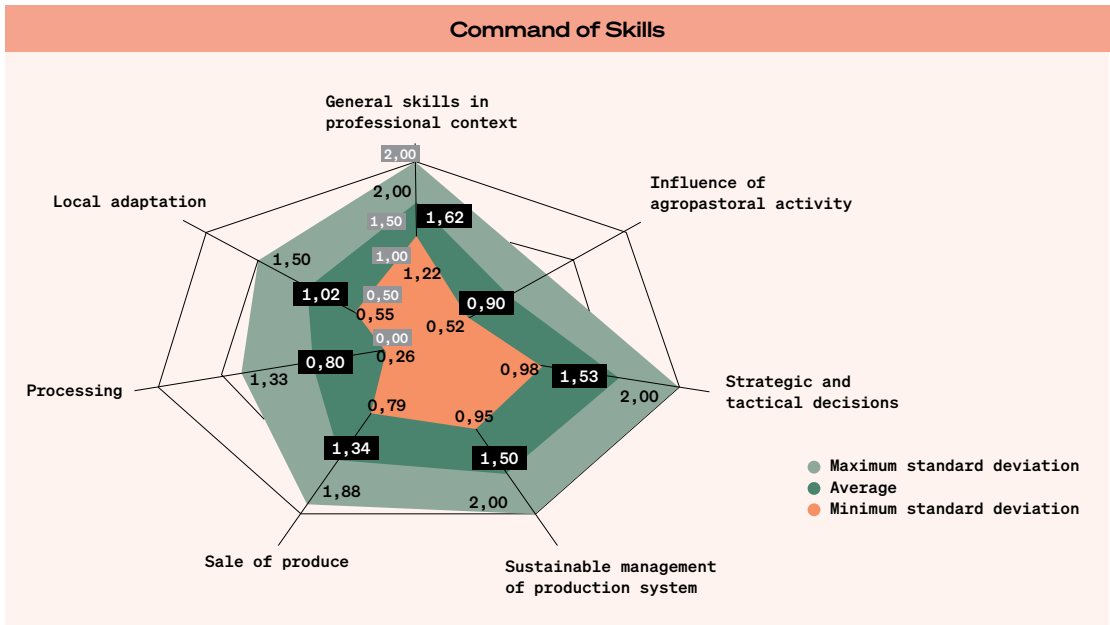 Command of Skills
General skills in
professional context
2,00
2,00
1,50
1,62
1,00
1,22
0,50
0,00
Influence of
agropastoral activity
0,90
0,52
Local adaptation
1,50
1,02
0,55
Processing
1,33
0,80
0,26
Strategic and
tactical decisions
0,98
1,53
2,00
Sale of produce
0,79
1,34
1,88
Sustainable management
of production system
0,95
1,50
2,00
Maximum standard deviation
Average
Minimum standard deviation